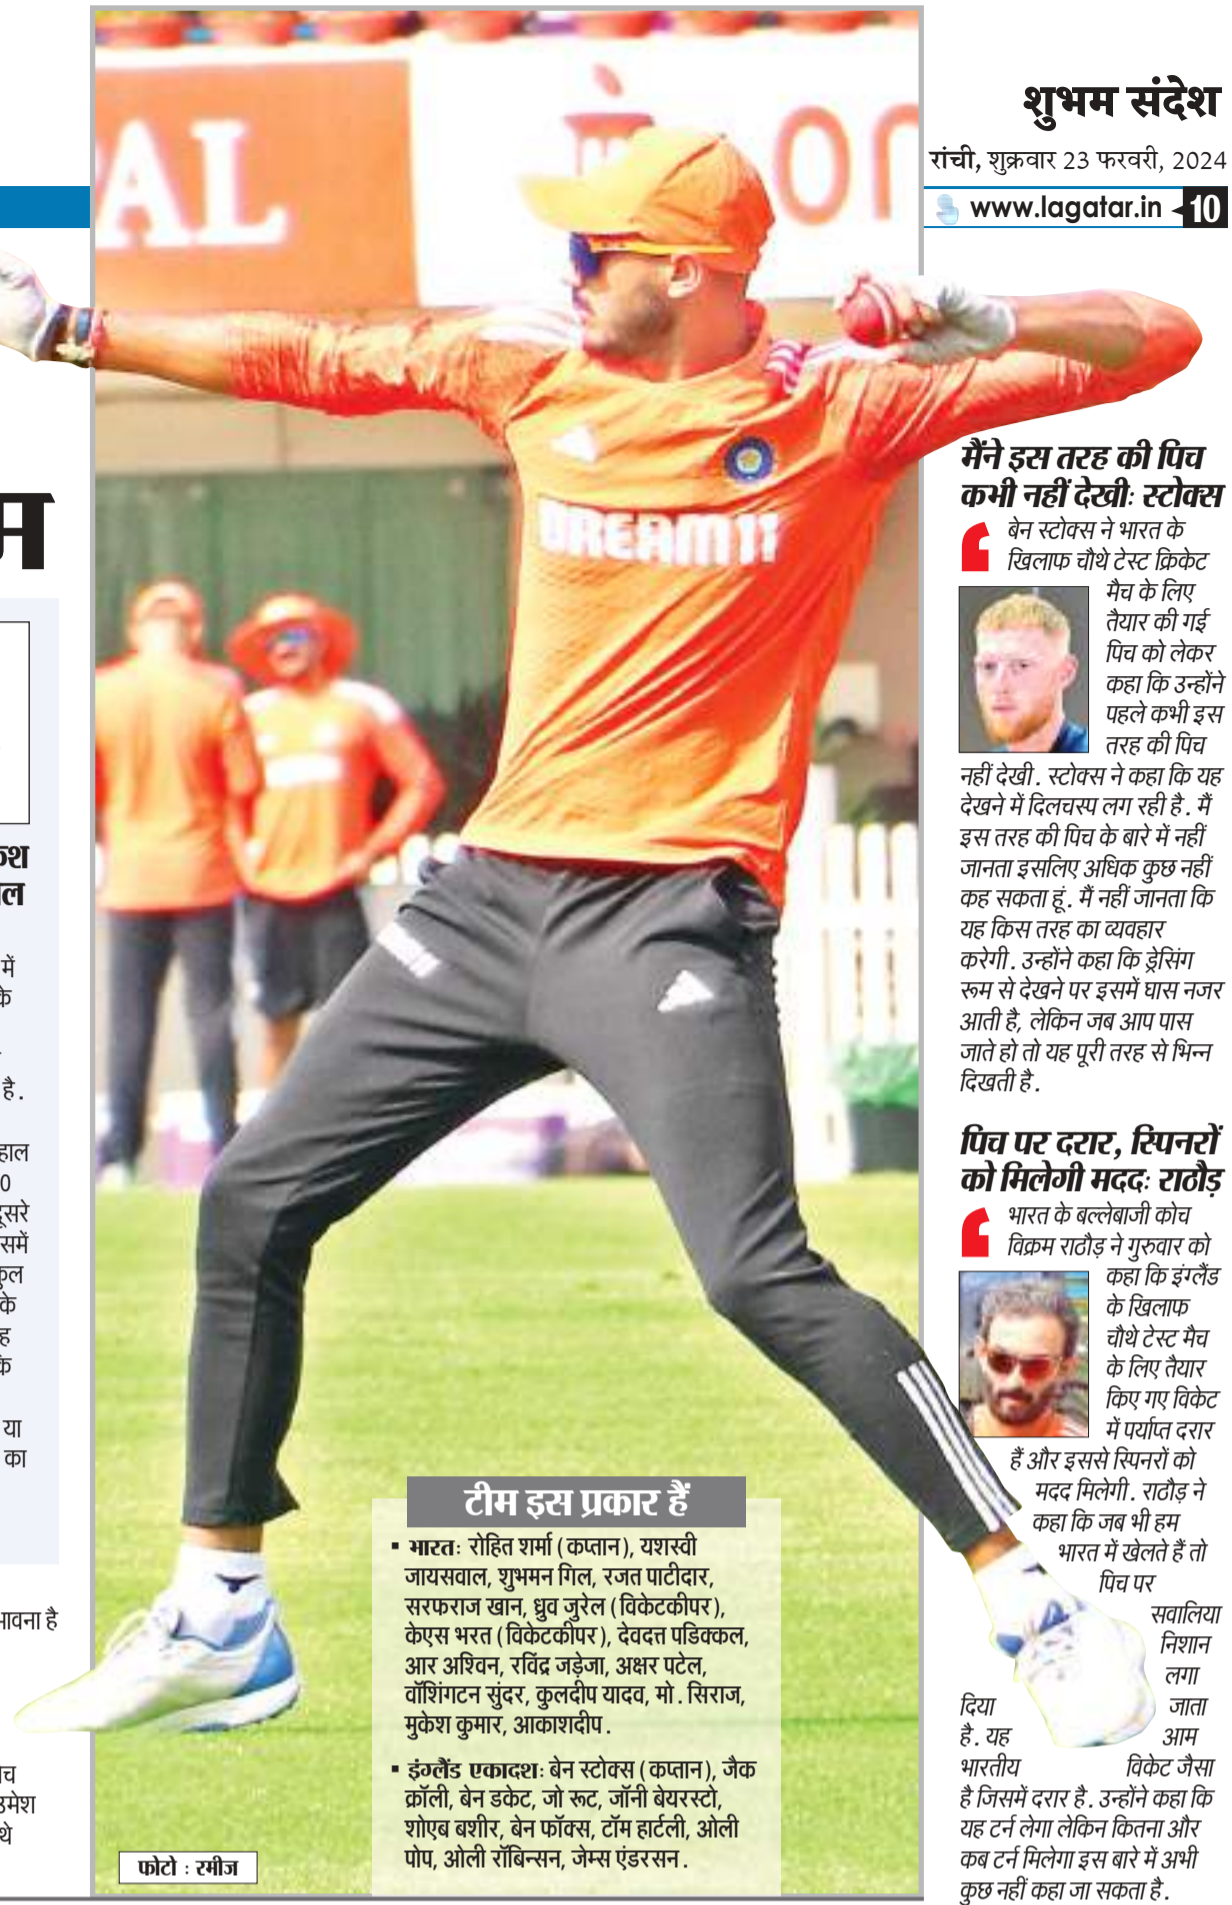 शुभम संदेश
रांची, शुक्रवार 23 फरवरी, 2024
www.lagatar.in 10
AL
on
DREAM11
म
ल
में
के
है.
हाल
0
दूसरे
समें
कुल
के
ह
या
का
भावना है
उमेश
थे
मैंने इस तरह की पिच
कभी नहीं देखीः स्टोक्स
बेन स्टोक्स ने भारत के
खिलाफ चौथे टेस्ट क्रिकेट
मैच के लिए
तैयार की गई
पिच को लेकर
कहा कि उन्होंने
पहले कभी इस
तरह की पिच
नहीं देखी. स्टोक्स ने कहा कि यह
देखने में दिलचस्प लग रही है. मैं
इस तरह की पिच के बारे में नहीं
जानता इसलिए अधिक कुछ नहीं
कह सकता हूं. मैं नहीं जानता कि
यह किस तरह का व्यवहार
करेगी. उन्होंने कहा कि ड्रेसिंग
रूम से देखने पर इसमें घास नजर
आती है, लेकिन जब आप पास
जाते हो तो यह पूरी तरह से भिन्न
दिखती है.
पिच पर दरार, स्पिनरों
को मिलेगी मददः राठौड़
भारत के बल्लेबाजी कोच
विक्रम राठौड़ ने गुरुवार को
कहा कि इंग्लैंड
के खिलाफ
चौथे टेस्ट मैच
के लिए तैयार
किए गए विकेट
में पर्याप्त दरार
हैं और इससे स्पिनरों को
मदद मिलेगी. राठौड़ ने
कहा कि जब भी हम
भारत में खेलते हैं तो
पिच पर
सवालिया
निशान
लगा
दिया जाता
है. यह आम
भारतीय विकेट जैसा
है जिसमें दरार है. उन्होंने कहा कि
यह टर्न लेगा लेकिन कितना और
कब टर्न मिलेगा इस बारे में अभी
कुछ नहीं कहा जा सकता है.
टीम इस प्रकार हैं
▪ भारतः रोहित शर्मा (कप्तान), यशस्वी
जायसवाल, शुभमन गिल, रजत पाटीदार,
सरफराज खान, ध्रुव जुरेल (विकेटकीपर),
केएस भरत (विकेटकीपर), देवदत्त पडिक्कल,
आर अश्विन, रविंद्र जड़ेजा, अक्षर पटेल,
वॉशिंगटन सुंदर, कुलदीप यादव, मो. सिराज,
मुकेश कुमार, आकाशदीप.
▪ इंग्लैंड एकादशः बेन स्टोक्स (कप्तान), जैक
क्रॉली, बेन डकेट, जो रूट, जॉनी बेयरस्टो,
शोएब बशीर, बेन फॉक्स, टॉम हार्टली, ओली
पोप, ओली रॉबिन्सन, जेम्स एंडरसन.
फोटो : रमीज